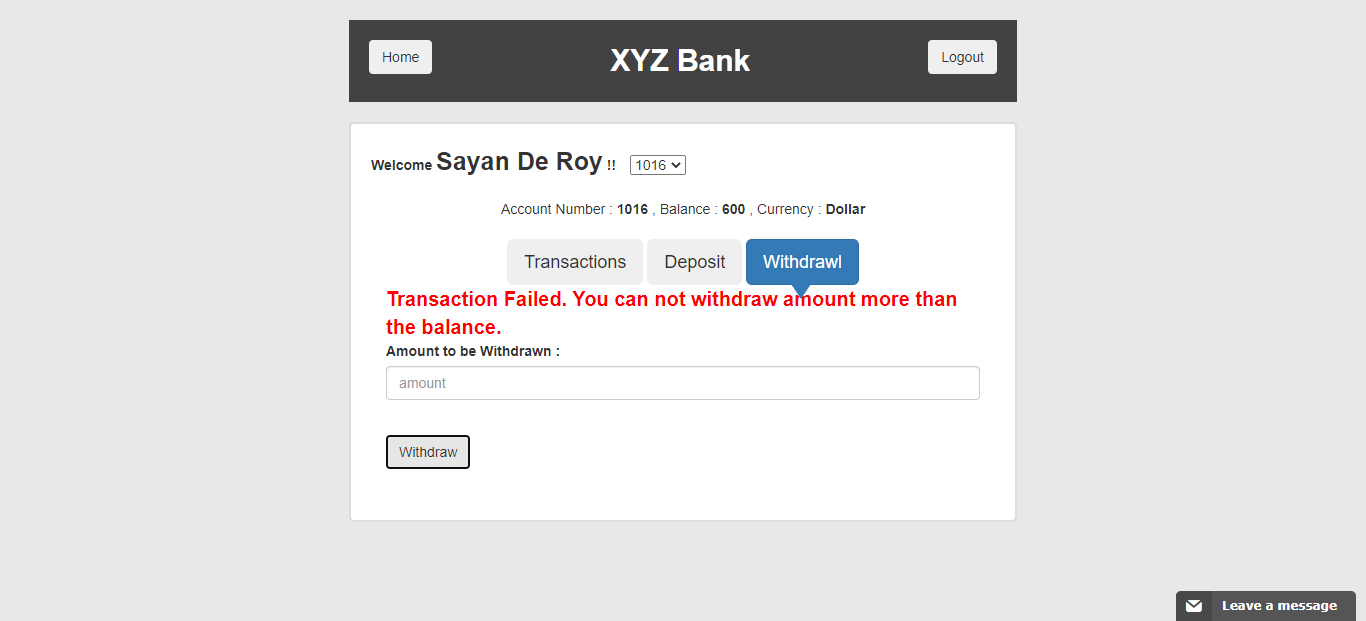 Home
XYZ Bank
Logout
Welcome Sayan De Roy !! 1016
Account Number : 1016 , Balance : 600 , Currency : Dollar
Transactions
Deposit
Withdrawl
Transaction Failed. You can not withdraw amount more than
the balance.
Amount to be Withdrawn :
amount
Withdraw
Leave a message